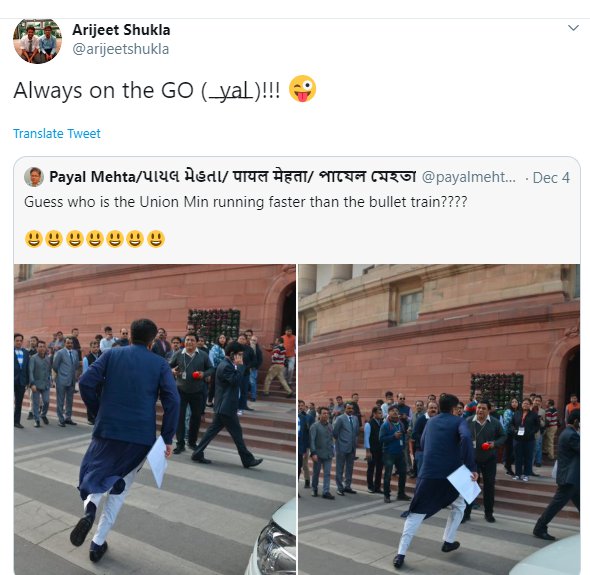 Arijeet Shukla
@arijeetshukla
Always on the GO (_yal_)!!! 😜
Translate Tweet
Payal Mehta/પાયલ મેહતા/ पायल मेहता/ পাযেল মেহতা @payalmeht... · Dec 4
Guess who is the Union Min running faster than the bullet train????
😃😃😃😃😃😃😃